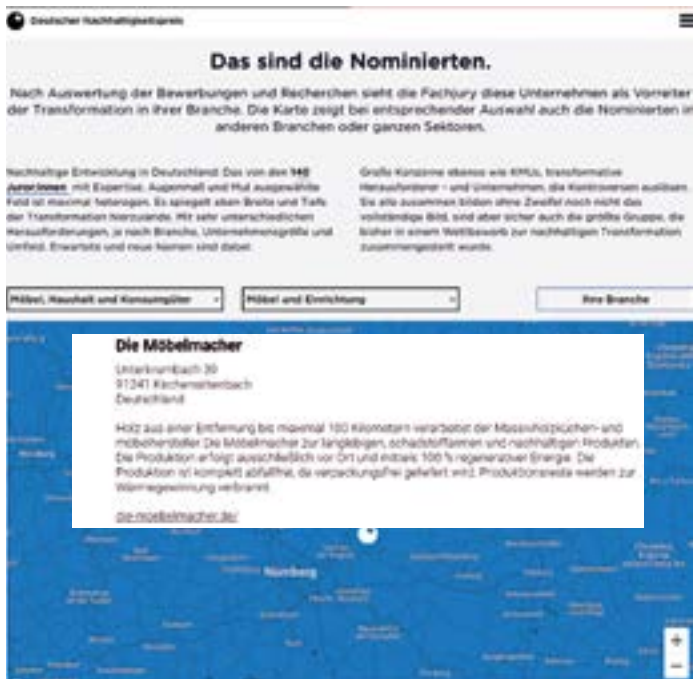 Deutscher Nachhaltigkeitspreis
Das sind die Nominierten.
Nach Auswertung der Bewerbungen und Recherchen sieht die Fachjury diese Unternehmen als Vorreiter
der Transformation in ihrer Branche. Die Karte zeigt bei entsprechender Auswahl auch die Nominierten in
anderen Branchen oder ganzen Sektoren.
Nachhaltige Entwicklung in Deutschland: Das von den 140
Juror:innen mit Expertise, Augenmaß und Mut ausgewählte
Feld ist maximal heterogen. Es spiegelt eben Breite und Tiefe
der Transformation hierzulande. Mit sehr unterschiedlichen
Herausforderungen, je nach Branche, Unternehmensgröße und
Umfeld. Erwartete und neue Namen sind dabei.
Große Konzerne ebenso wie KMUs, transformative
Herausforderer – und Unternehmen, die Kontroversen auslösen.
Sie alle zusammen bilden ohne Zweifel noch nicht das
vollständige Bild, sind aber sicher auch die größte Gruppe, die
bisher in einem Wettbewerb zur nachhaltigen Transformation
zusammengestellt wurde.
Möbel, Haushalt und Konsumgüter
Möbel und Einrichtung
Ihre Branche
Die Möbelmacher
Unterkrumbach 39
91241 Kirchensittenbach
Deutschland
Holz aus einer Entfernung bis maximal 100 Kilometern verarbeitet der Massivholzküchen- und
möbelhersteller Die Möbelmacher zur langlebigen, schadstoffarmen und nachhaltigen Produkten.
Die Produktion erfolgt ausschließlich vor Ort und mittels 100 % regenerativer Energie. Die
Produktion ist komplett abfallfrei, da verpackungsfrei geliefert wird. Produktionsreste werden zur
Wärmegewinnung verbrannt.
die-moebelmacher.de/
Nürnberg
+
−